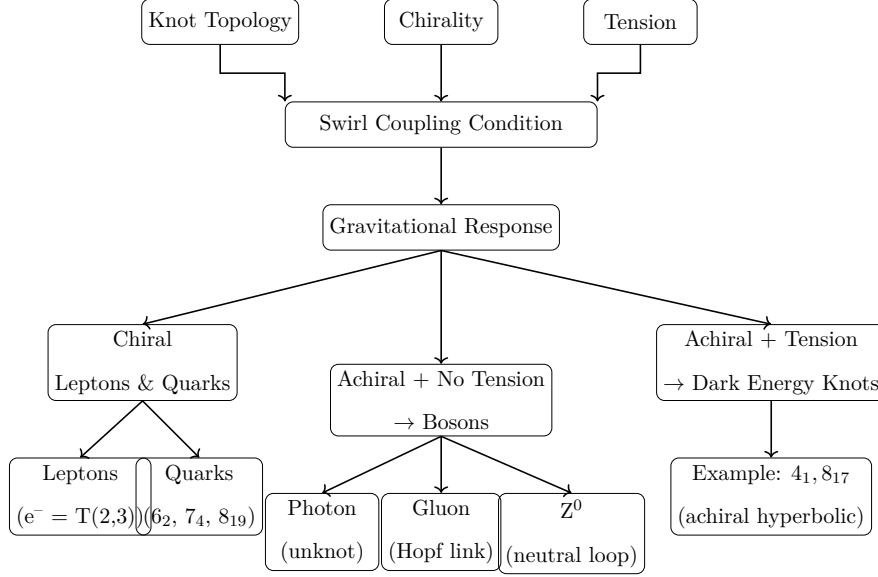 Knot Topology
Chirality
Tension
Swirl Coupling Condition
Gravitational Response
Chiral
Leptons & Quarks
Achiral + No Tension
→ Bosons
Achiral + Tension
→ Dark Energy Knots
Leptons
(e⁻ = T(2,3))
Quarks
(6₂, 7₄, 8₁₉)
Photon
(unknot)
Gluon
(Hopf link)
Z⁰
(neutral loop)
Example: 4₁, 8₁₇
(achiral hyperbolic)